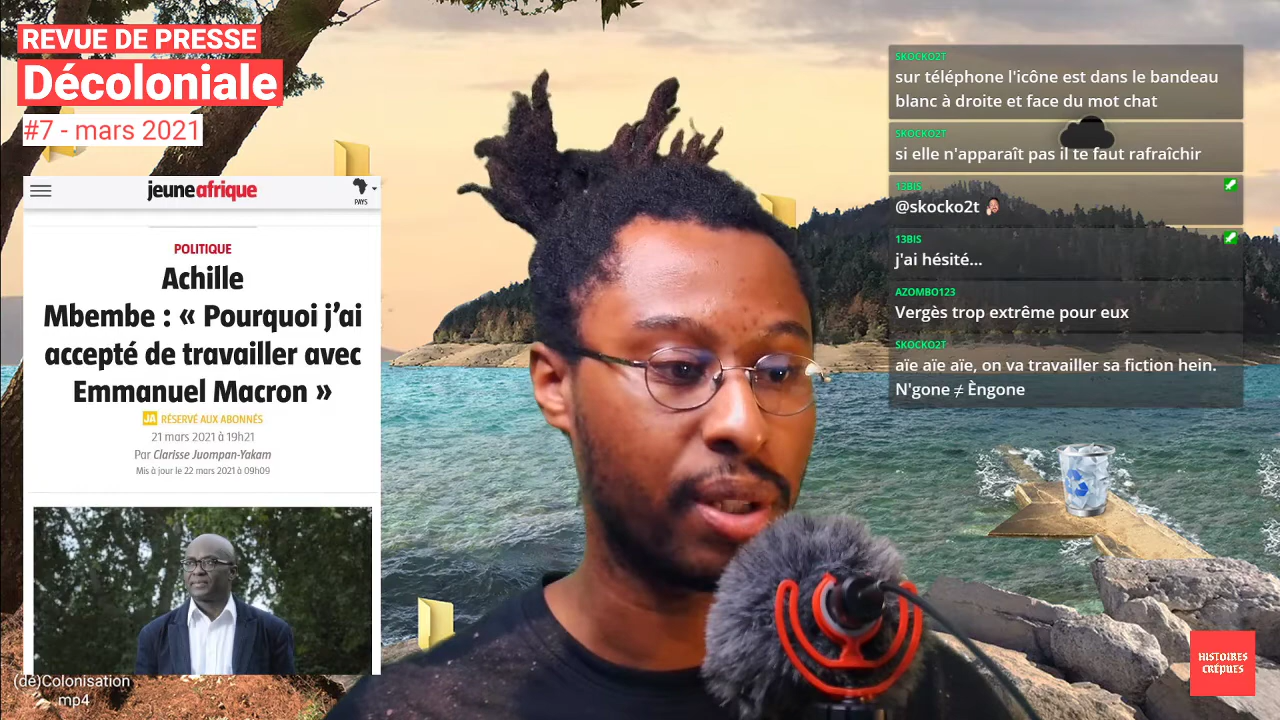 REVUE DE PRESSE
Décoloniale
#7 - mars 2021
jeuneafrique
PAYS
POLITIQUE
Achille
Mbembe : « Pourquoi j'ai
accepté de travailler avec
Emmanuel Macron »
JA RÉSERVÉ AUX ABONNÉS
21 mars 2021 à 19h21
Par Clarisse Juompan-Yakam
Mis à jour le 22 mars 2021 à 09h09
(dé)Colonisation
mp4
SKOCKO2T
sur téléphone l'icône est dans le bandeau
blanc à droite et face du mot chat
SKOCKO2T
si elle n'apparaît pas il te faut rafraîchir
13BIS
@skocko2t
13BIS
j'ai hésité...
AZOMBO123
Vergès trop extrême pour eux
SKOCKO2T
aïe aïe aïe, on va travailler sa fiction hein.
N'gone ≠ Èngone
HISTOIRES
CRÉPUES